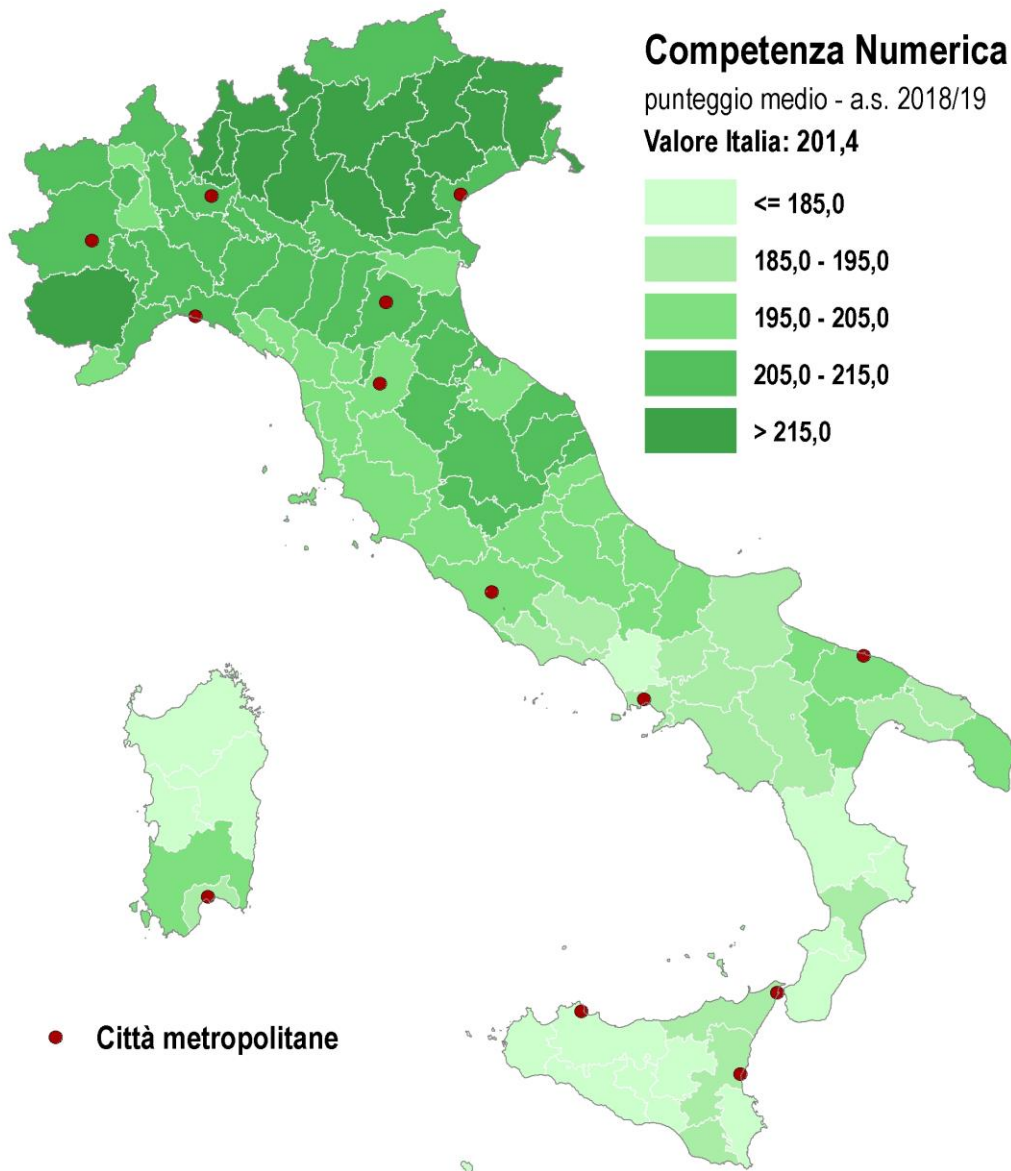 Competenza Numerica
punteggio medio - a.s. 2018/19
Valore Italia: 201,4
<= 185,0
185,0 - 195,0
195,0 - 205,0
205,0 - 215,0
> 215,0
Città metropolitane